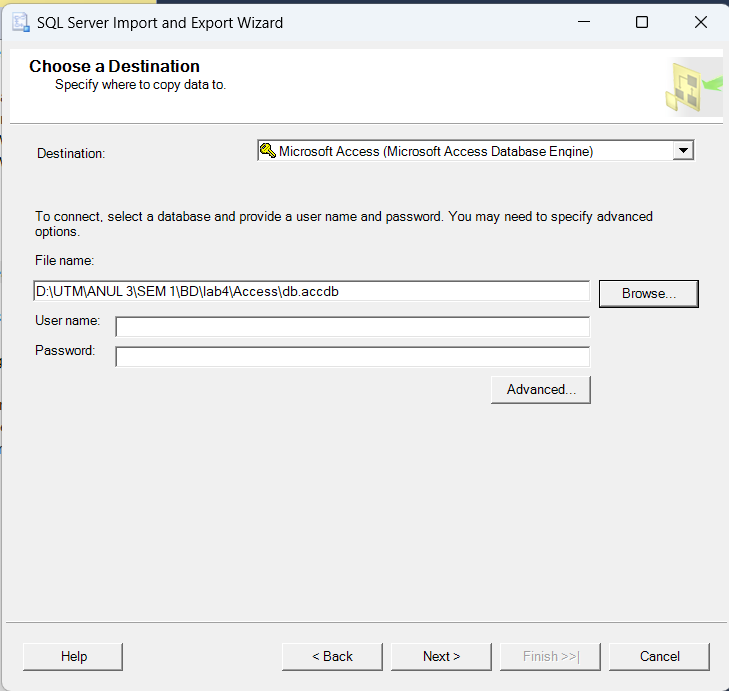 SQL Server Import and Export Wizard
Choose a Destination
Specify where to copy data to.
Destination:
Microsoft Access (Microsoft Access Database Engine)
To connect, select a database and provide a user name and password. You may need to specify advanced
options.
File name:
D:\UTM\ANUL 3\SEM 1\BD\lab4\Access\db.accdb
Browse...
User name:
Password:
Advanced...
Help
< Back
Next >
Finish >>|
Cancel